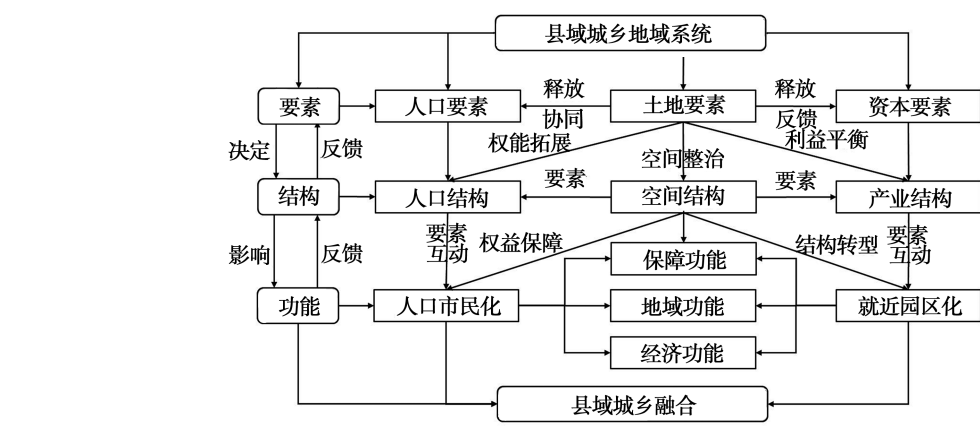 县域城乡地域系统
要素
人口要素
释放
协同
土地要素
释放
反馈
资本要素
决定
反馈
权能拓展
空间整治
利益平衡
结构
人口结构
要素
空间结构
要素
产业结构
影响
反馈
要素
互动
权益保障
保障功能
结构转型
要素
互动
功能
人口市民化
地域功能
就近园区化
经济功能
县域城乡融合